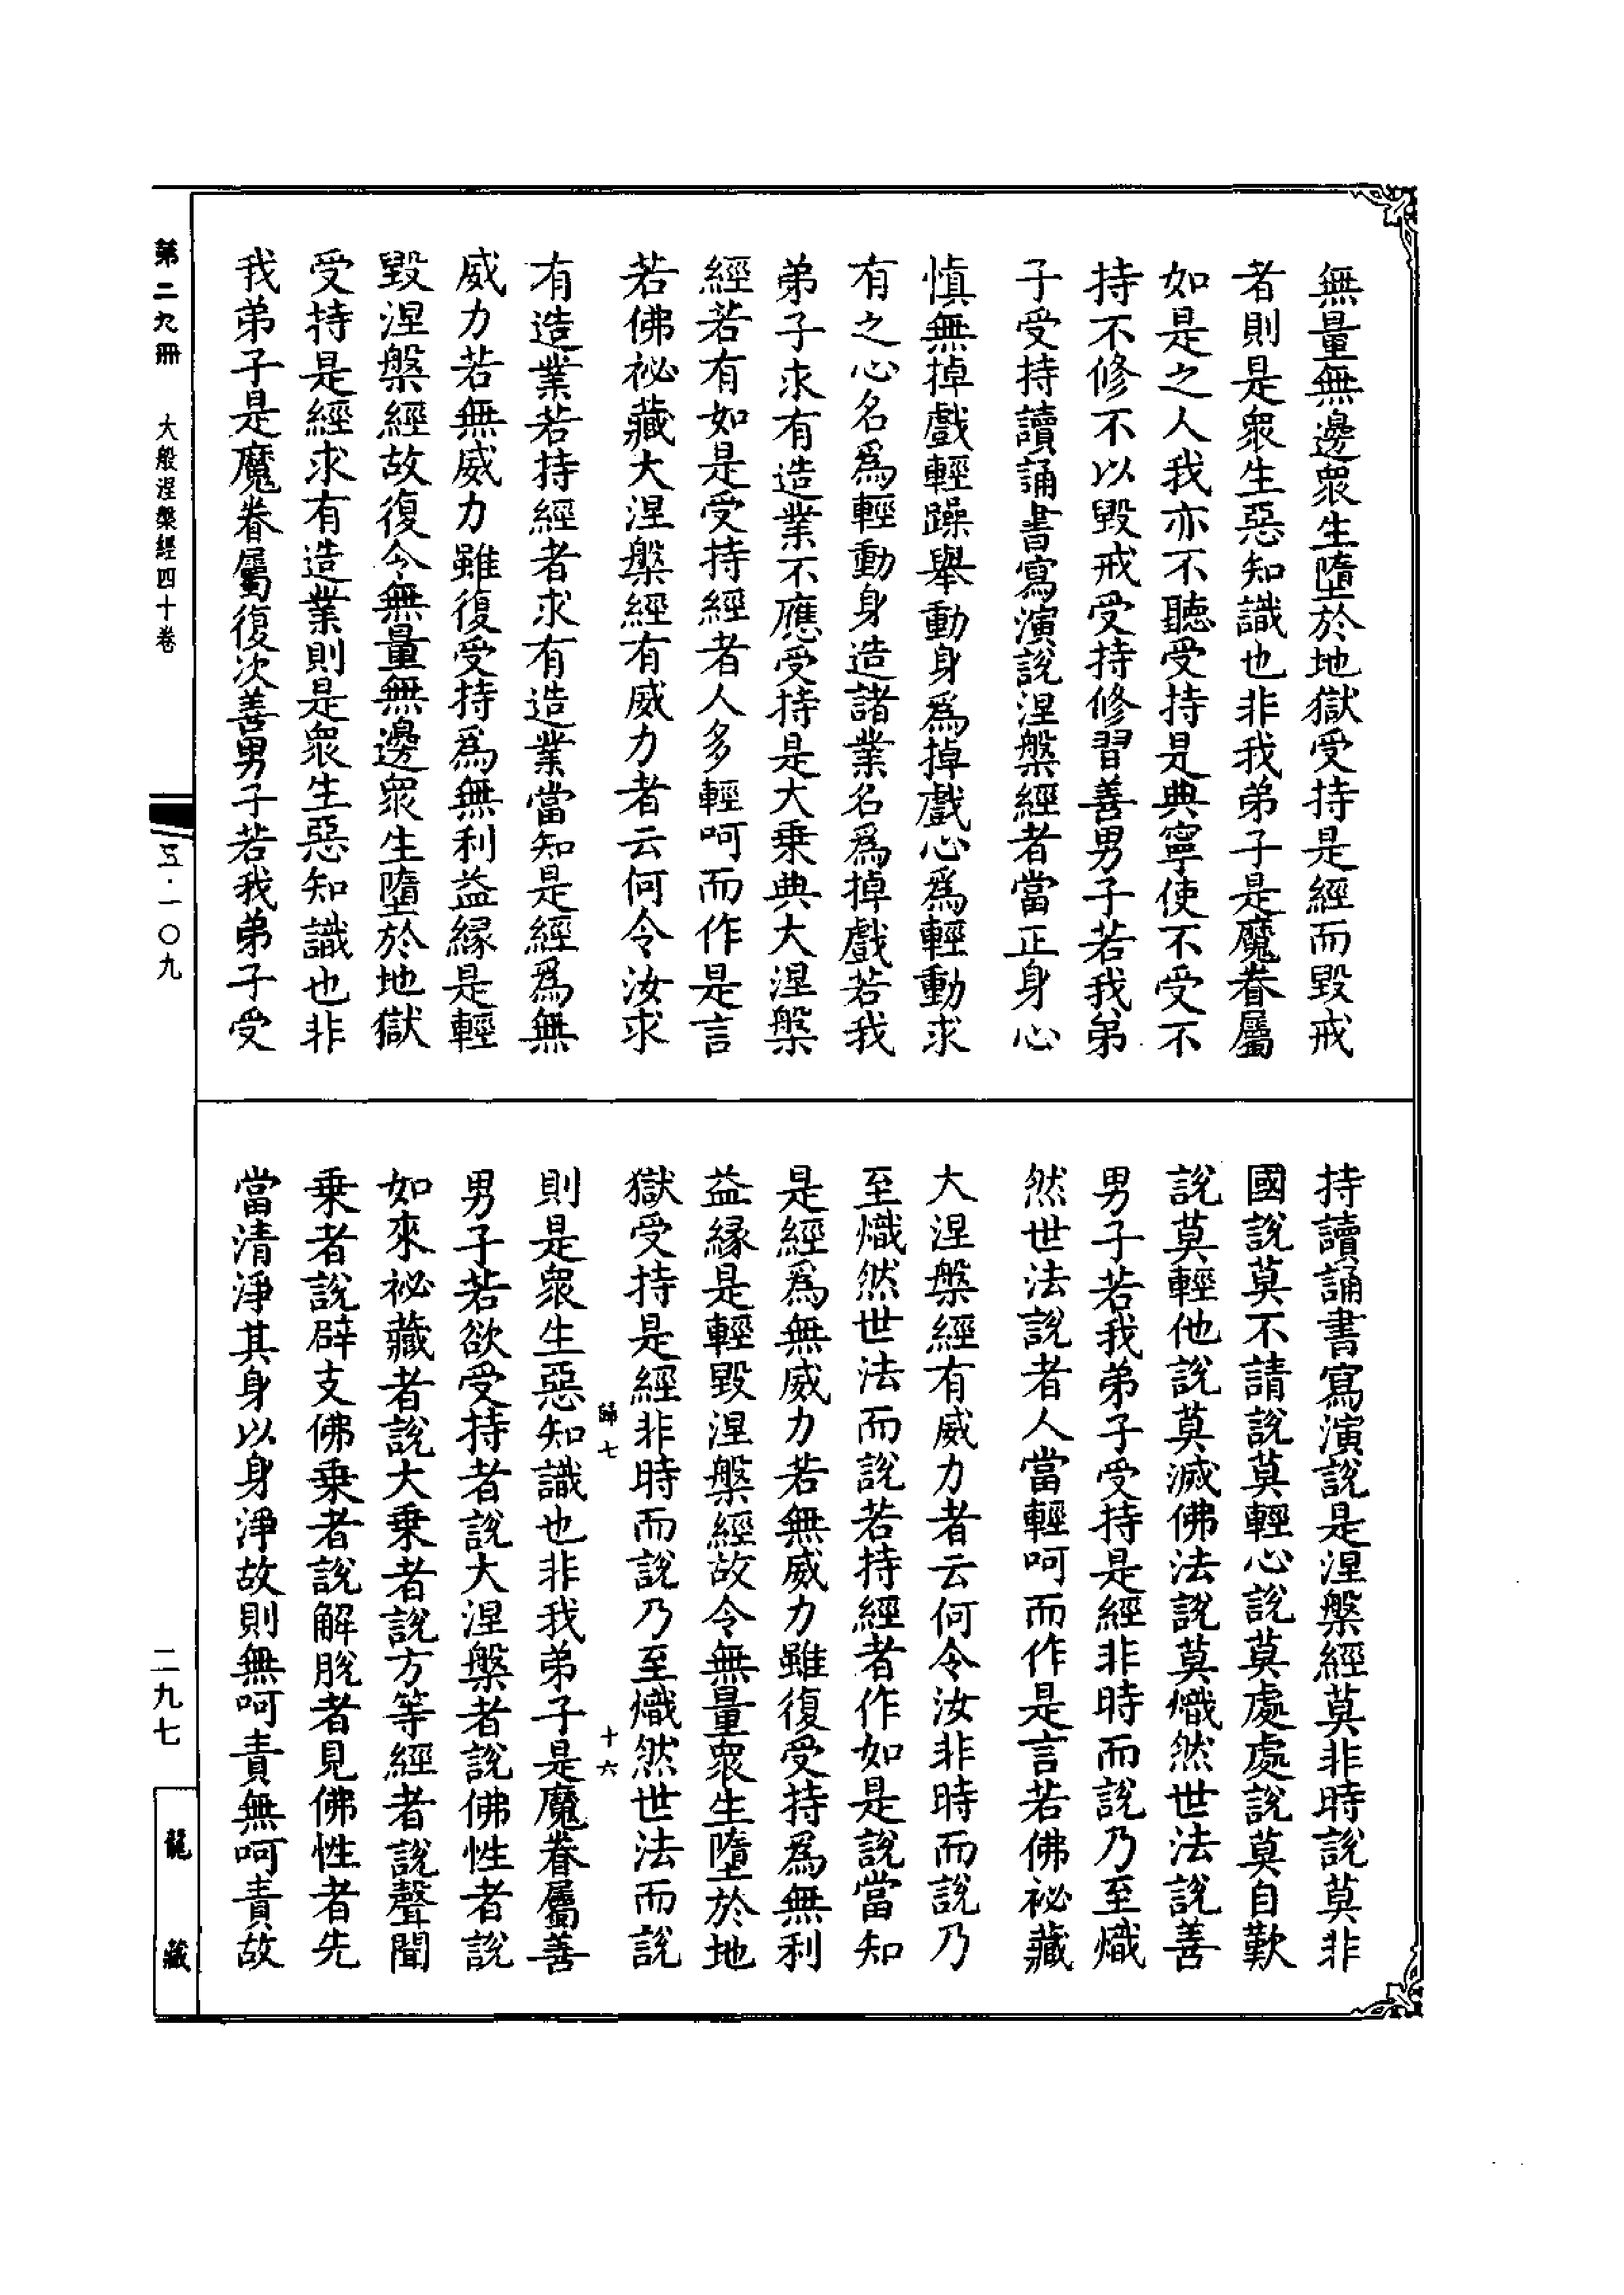 無量無邊衆生墮於地獄受持是經而毀戒
者則是衆生惡知識也非我弟子是魔眷屬
如是之人我亦不聽受持是典寧使不受不
持不修不以毀戒受持修習善男子若我弟
子受持讀誦書寫演說涅槃經者當正身心
慎無掉戲輕躁舉動身爲掉戲心爲輕動求
有之心名爲輕動身造諸業名爲掉戲若我
弟子求有造業不應受持是大乗典大涅槃
經若有如是受持經者人多輕呵而作是言
若佛祕藏大涅槃經有威力者云何令汝求
有造業若持經者求有造業當知是經爲無
威力若無威力雖復受持爲無利益緣是輕
毀涅槃經故復令無量無邊衆生墮於地獄
受持是經求有造業則是衆生惡知識也非
我弟子是魔眷屬復次善男子若我弟子受
持讀誦書寫演說是涅槃經莫非時說莫非
國說莫不請說莫輕心說莫處處說莫自歎
說莫輕他說莫滅佛法說莫熾然世法說善
男子若我弟子受持是經非時而說乃至熾
然世法說者人當輕呵而作是言若佛祕藏
大涅槃經有威力者云何令汝非時而說乃
至熾然世法而說若持經者作如是說當知
是經爲無威力若無威力雖復受持爲無利
益緣是輕毀涅槃經故令無量衆生墮於地
獄受持是經非時而說乃至熾然世法而說
歸七 十六
則是衆生惡知識也非我弟子是魔眷屬善
男子若欲受持者說大涅槃者說佛性者說
如來祕藏者說大乗者說方等經者說聲聞
乗者說辟支佛乗者說解脫者見佛性者先
當清淨其身以身淨故則無呵責無呵責故
第二九冊 大般涅槃經四十卷 五·一〇九
二九七 龍藏